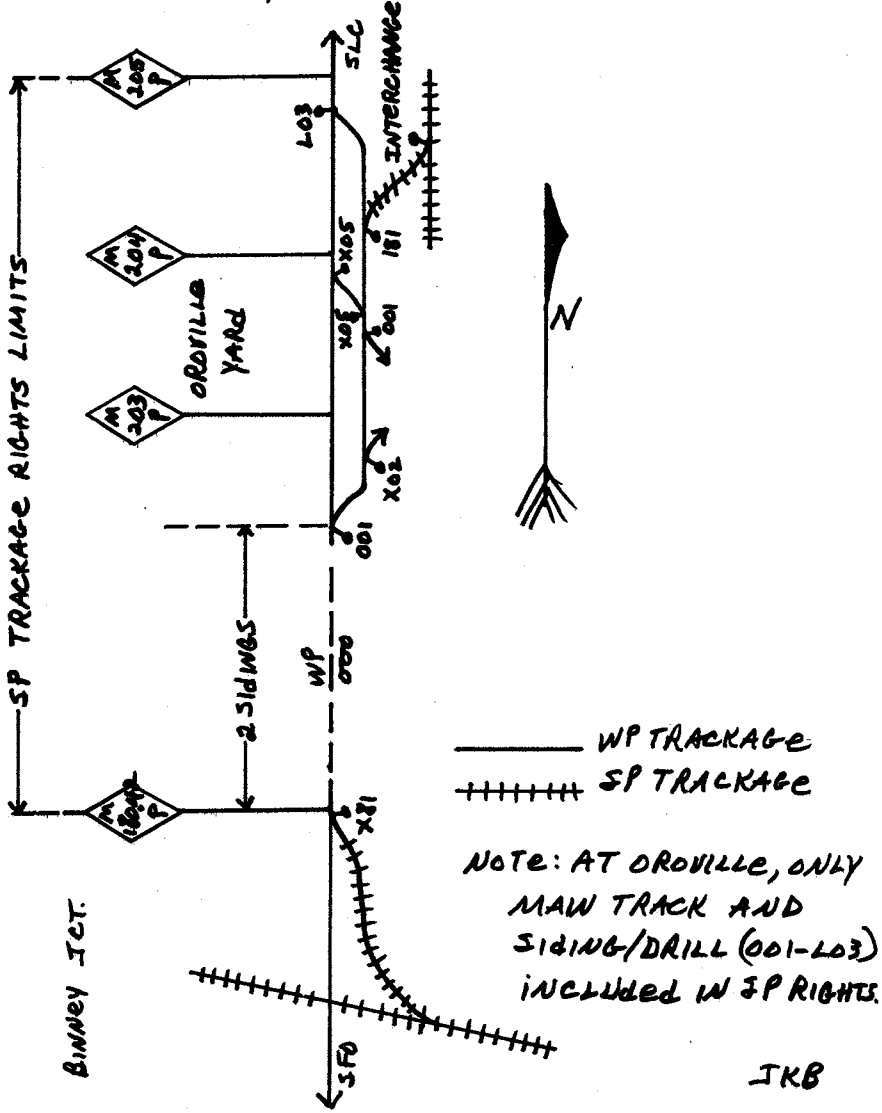 SP TRACKAGE RIGHTS LIMITS
M
205
P
M
204
P
M
203
P
M
P
OROVILLE
YARD
SLC
INTERCHANGE
L03
X05
181
X05
001
X02
001
2 SIDINGS
WP
000
X81
BINNEY JCT.
SFO
N
WP TRACKAGE
SP TRACKAGE
NOTE: AT OROVILLE, ONLY
MAIN TRACK AND
SIDING/DRILL (001-L03)
INCLUDED IN SP RIGHTS.
JKB